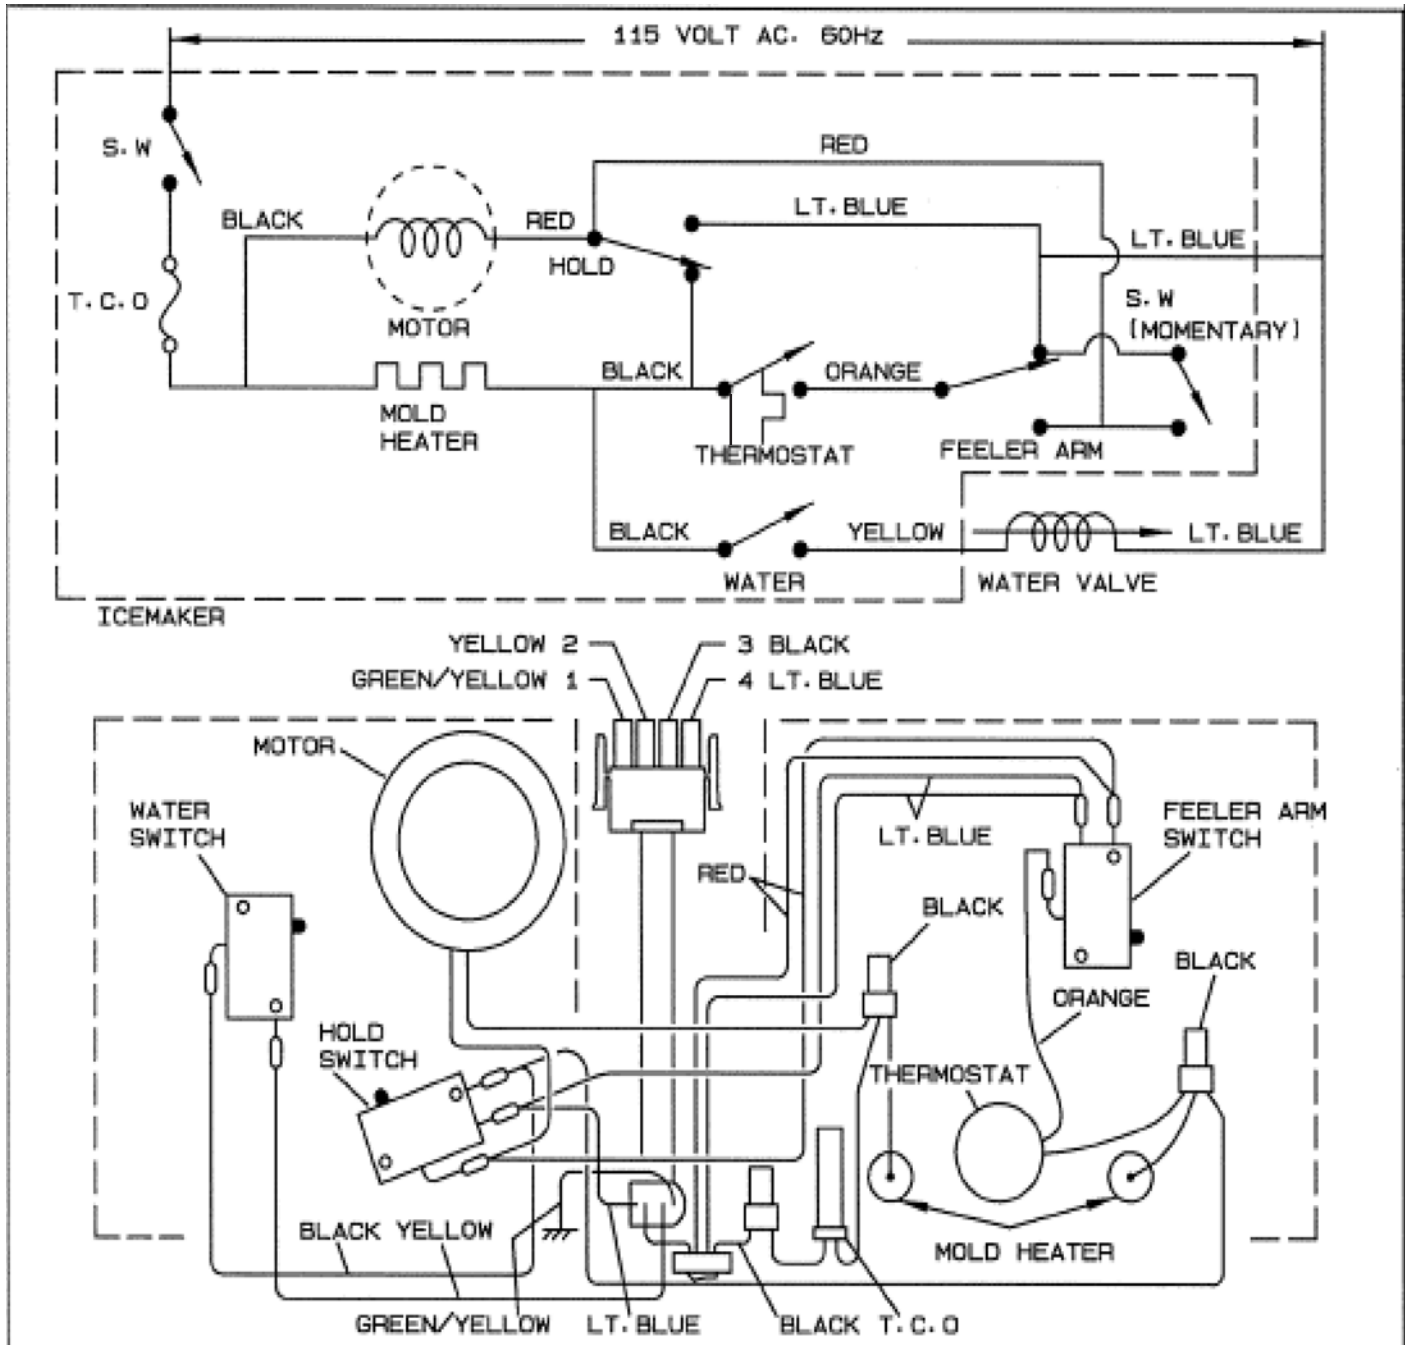 115 VOLT AC. 60Hz
S.W
RED
LT.BLUE
BLACK
RED
LT.BLUE
HOLD
T.C.O
S.W
(MOMENTARY)
MOTOR
BLACK
ORANGE
MOLD
HEATER
THERMOSTAT
FEELER ARM
BLACK
YELLOW
LT.BLUE
WATER
WATER VALVE
ICEMAKER
YELLOW 2
3 BLACK
GREEN/YELLOW 1
4 LT.BLUE
MOTOR
WATER
SWITCH
FEELER ARM
SWITCH
LT.BLUE
RED
BLACK
BLACK
ORANGE
HOLD
SWITCH
THERMOSTAT
BLACK YELLOW
MOLD HEATER
GREEN/YELLOW
LT.BLUE
BLACK T.C.O